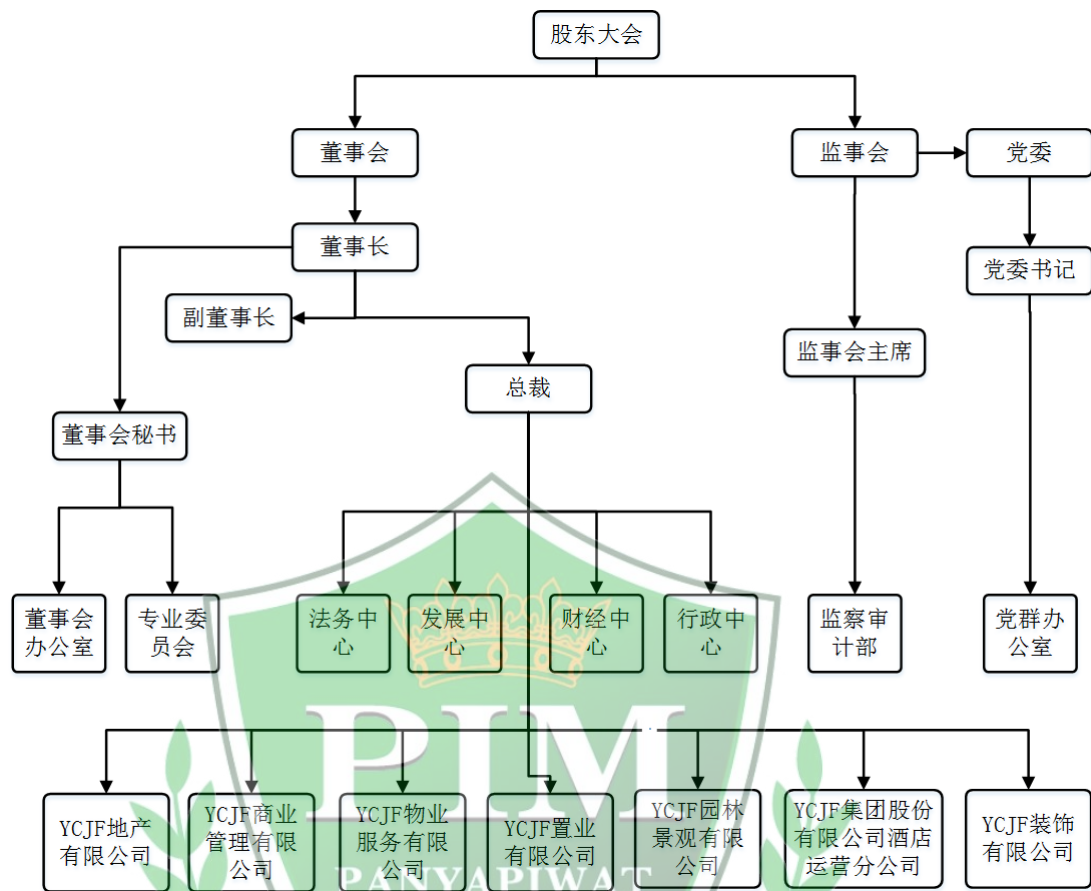 股东大会
董事会
监事会
党委
董事长
党委书记
副董事长
监事会主席
总裁
董事会秘书
董事会
办公室
专业委
员会
法务中
心
发展中
心
财经中
心
行政中
心
监察审
计部
党群办
公室
PIM
YCJF地产
有限公司
YCJF商业
管理有限
公司
YCJF物业
服务有限
公司
YCJF置业
有限公司
YCJF园林
景观有限
公司
YCJF集团股份
有限公司酒店
运营分公司
YCJF装饰
有限公司
PANYAPIWAT